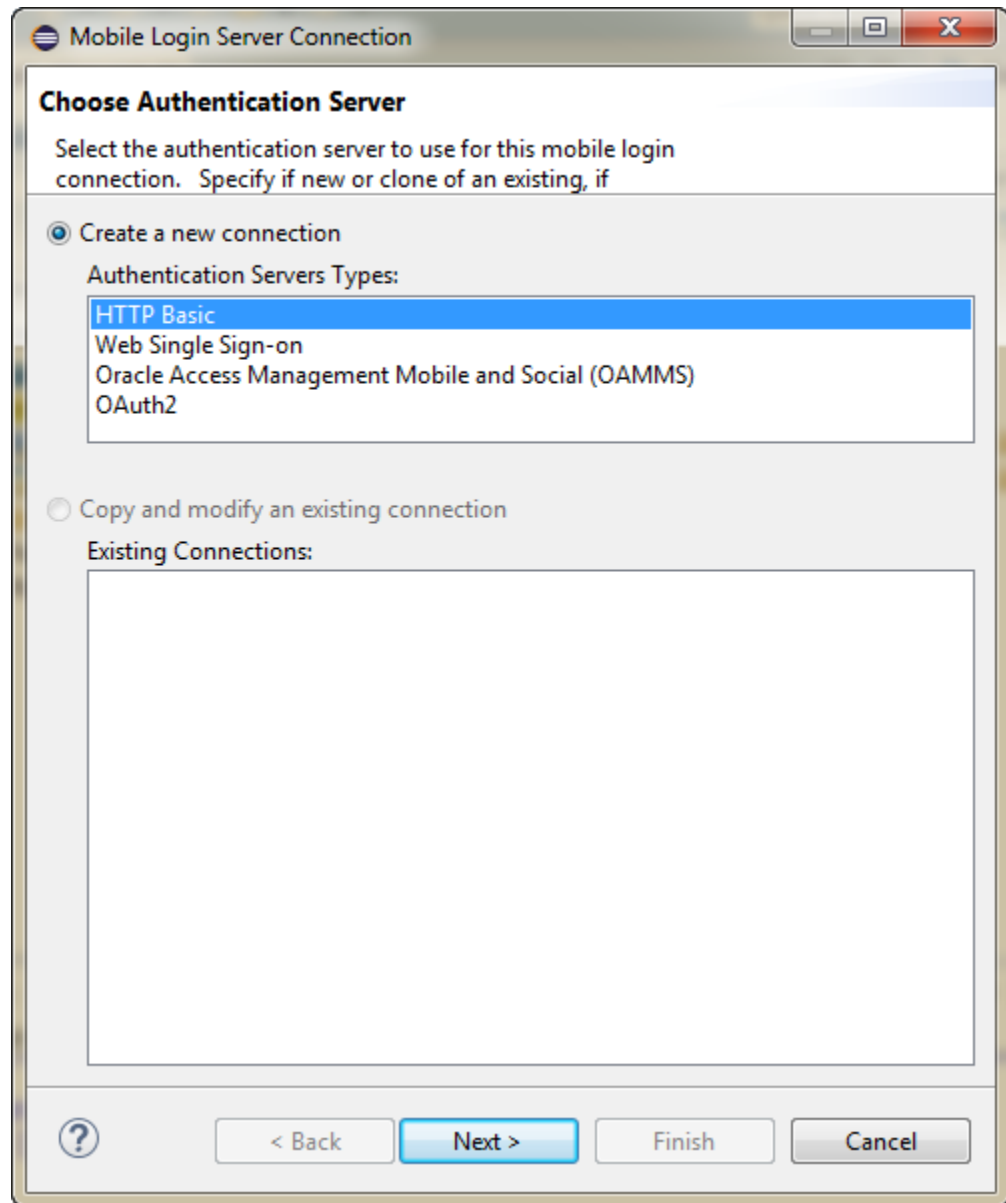 Mobile Login Server Connection
Choose Authentication Server
Select the authentication server to use for this mobile login
connection.   Specify if new or clone of an existing, if
Create a new connection
Authentication Servers Types:
HTTP Basic
Web Single Sign-on
Oracle Access Management Mobile and Social (OAMMS)
OAuth2
Copy and modify an existing connection
Existing Connections:
? < Back Next > Finish Cancel